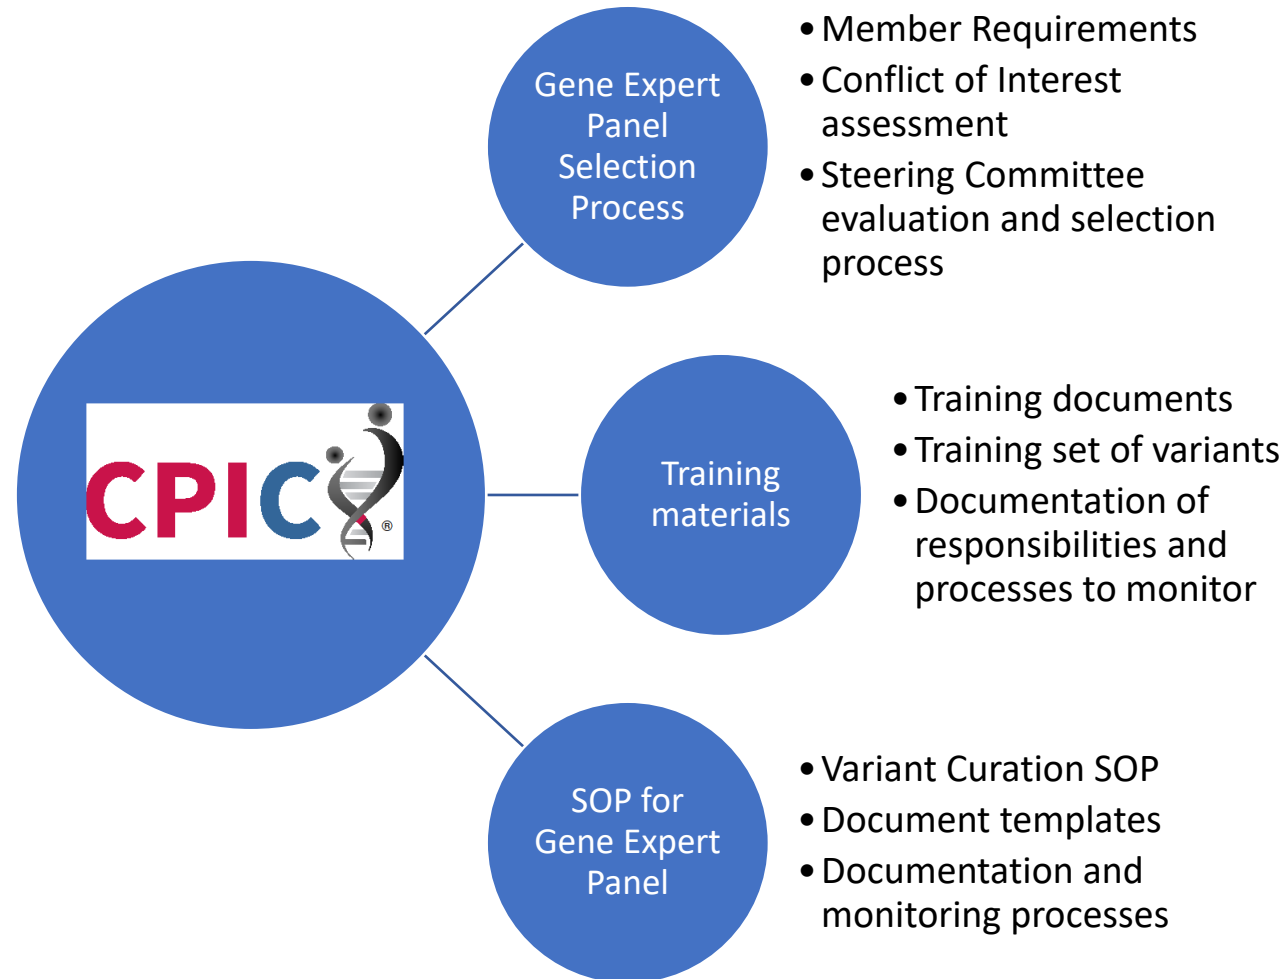 CPIC
®
Gene Expert
Panel
Selection
Process
• Member Requirements
• Conflict of Interest
assessment
• Steering Committee
evaluation and selection
process
Training
materials
• Training documents
• Training set of variants
• Documentation of
responsibilities and
processes to monitor
SOP for
Gene Expert
Panel
• Variant Curation SOP
• Document templates
• Documentation and
monitoring processes